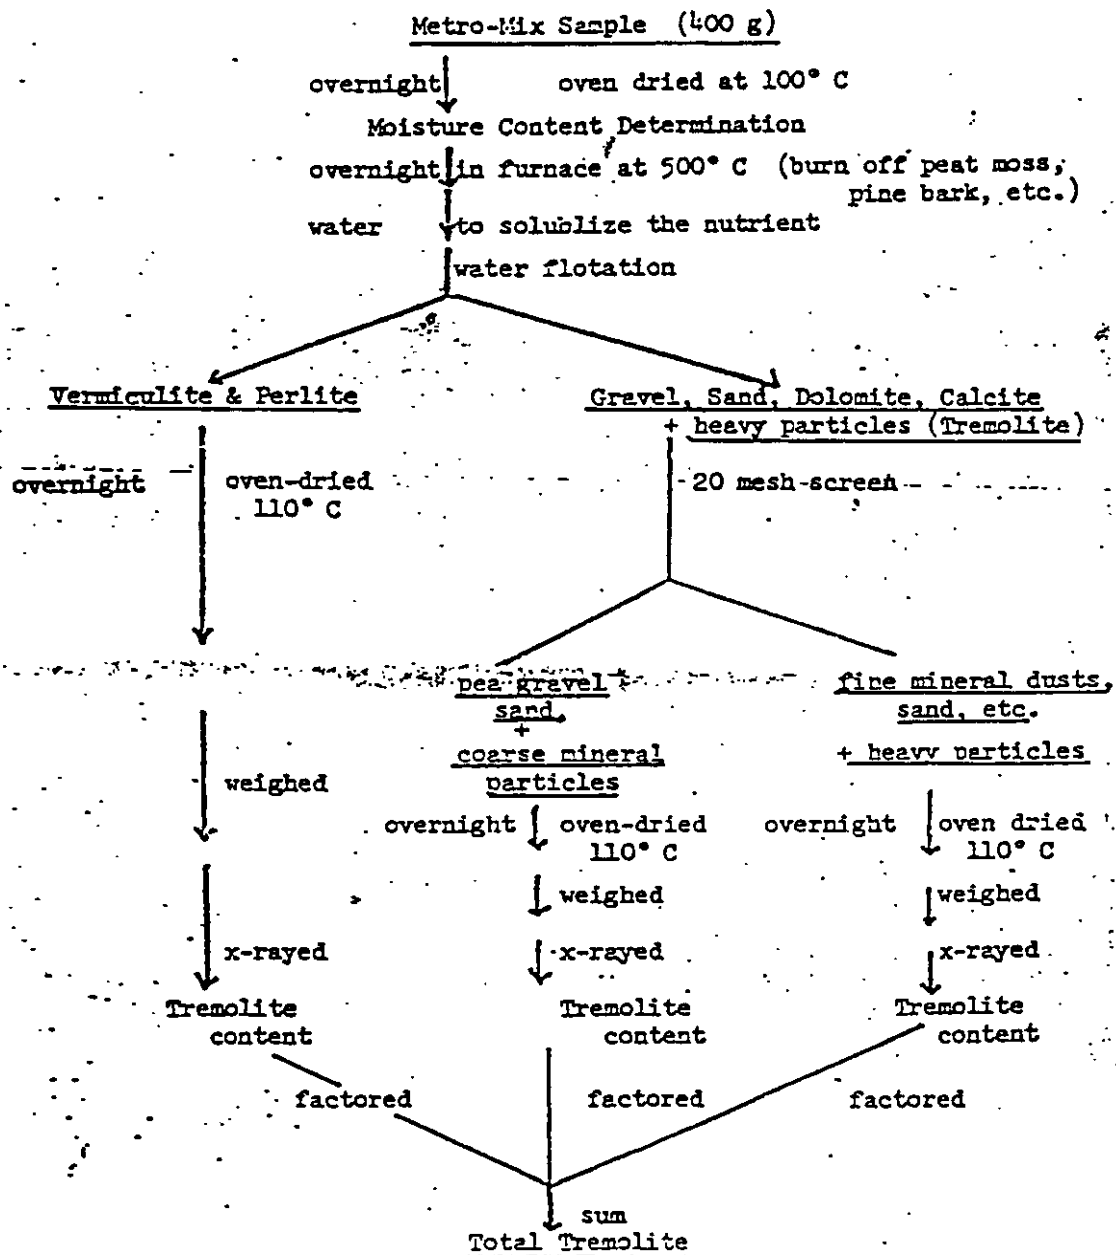 Metro-Mix Sample (400 g)
overnight oven dried at 100° C
Moisture Content Determination
overnight in furnace at 500° C (burn off peat moss,
pine bark, etc.)
water to solublize the nutrient
water flotation
Vermiculite & Perlite
Gravel, Sand, Dolomite, Calcite
+ heavy particles (Tremolite)
overnight oven-dried
110° C
20 mesh screen
pea gravel
sand
+
coarse mineral
particles
fine mineral dusts,
sand, etc.
+ heavy particles
weighed
overnight oven-dried
110° C
overnight oven dried
110° C
weighed
weighed
x-rayed
x-rayed
x-rayed
Tremolite
content
Tremolite
content
Tremolite
content
factored
factored
factored
sum
Total Tremolite